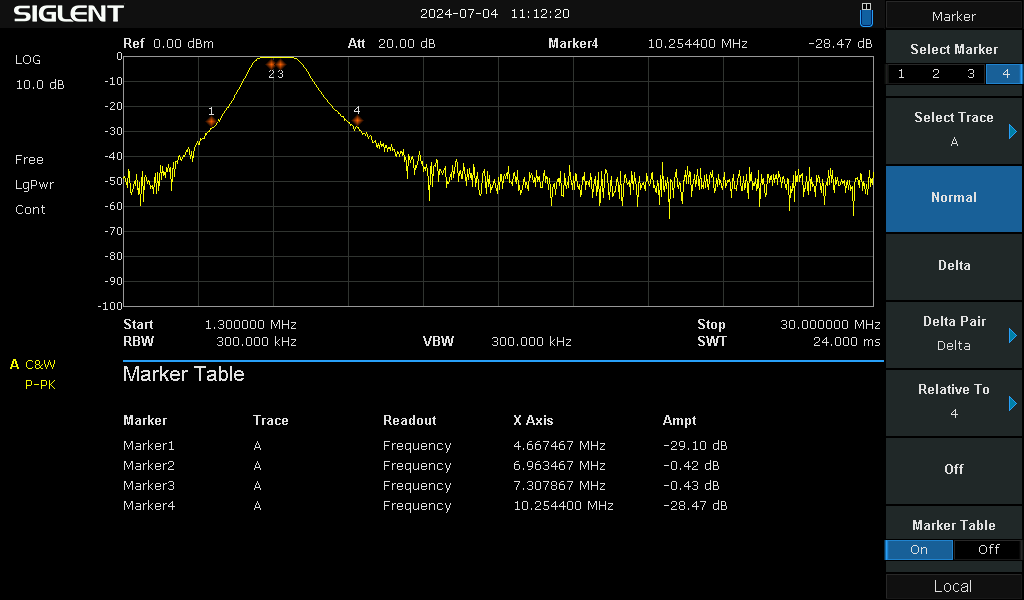 SIGLENT 2024-07-04 11:12:20
Ref 0.00 dBm Att 20.00 dB Marker4 10.254400 MHz -28.47 dB
LOG
10.0 dB
Free
LgPwr
Cont
A C&W
P-PK
0
-10
-20
-30
-40
-50
-60
-70
-80
-90
-100
1
2
3
4
Start 1.300000 MHz Stop 30.000000 MHz
RBW 300.000 kHz VBW 300.000 kHz SWT 24.000 ms
Marker Table
Marker Trace Readout X Axis Ampt
Marker1 A Frequency 4.667467 MHz -29.10 dB
Marker2 A Frequency 6.963467 MHz -0.42 dB
Marker3 A Frequency 7.307867 MHz -0.43 dB
Marker4 A Frequency 10.254400 MHz -28.47 dB
Marker
Select Marker
1 2 3 4
Select Trace
A
Normal
Delta
Delta Pair
Delta
Relative To
4
Off
Marker Table
On Off
Local